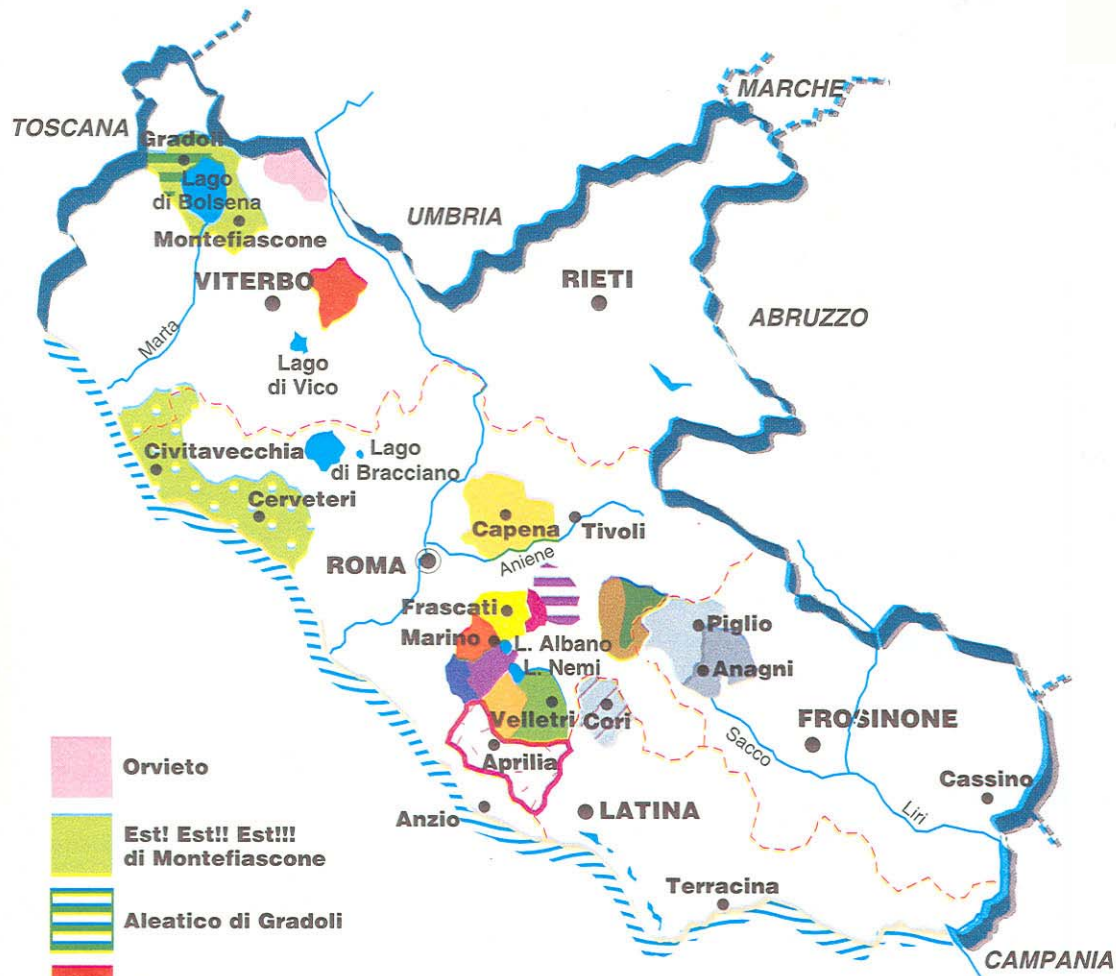 MARCHE
TOSCANA
Gradoli
Lago
di Bolsena
UMBRIA
Montefiascone
VITERBO
RIETI
ABRUZZO
Marta
Lago
di Vico
Civitavecchia
Lago
di Bracciano
Cerveteri
Capena
Tivoli
ROMA
Aniene
Frascati
Marino
L. Albano
L. Nemi
Piglio
Anagni
Velletri
Cori
FROSINONE
Sacco
Aprilia
Cassino
Anzio
LATINA
Liri
Terracina
CAMPANIA
Orvieto
Est! Est!! Est!!!
di Montefiascone
Aleatico di Gradoli